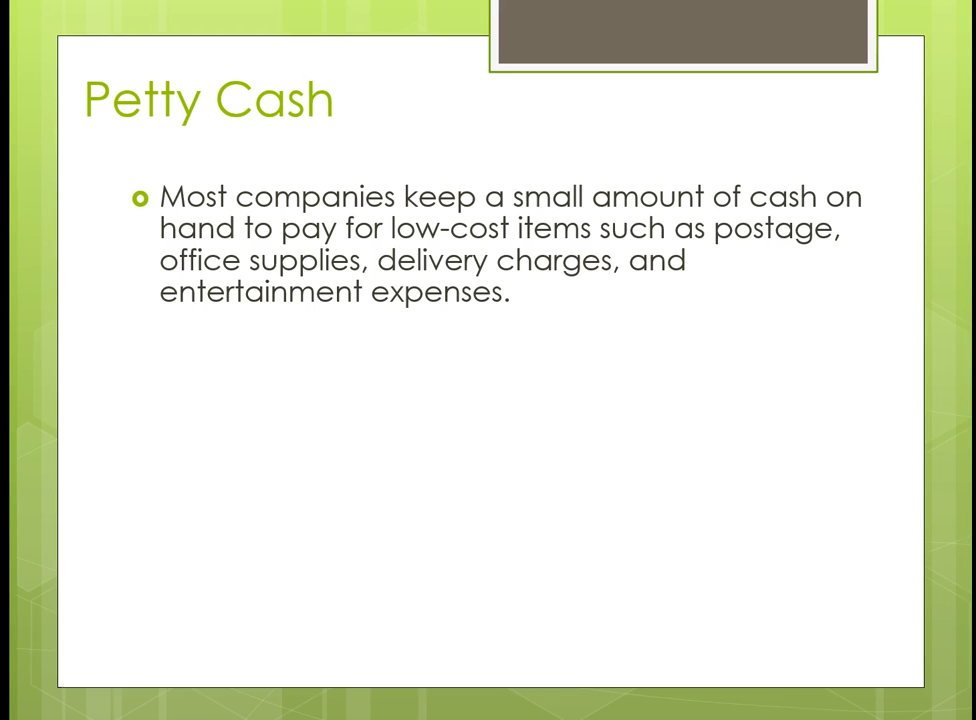 Petty Cash
Most companies keep a small amount of cash on
hand to pay for low-cost items such as postage,
office supplies, delivery charges, and
entertainment expenses.